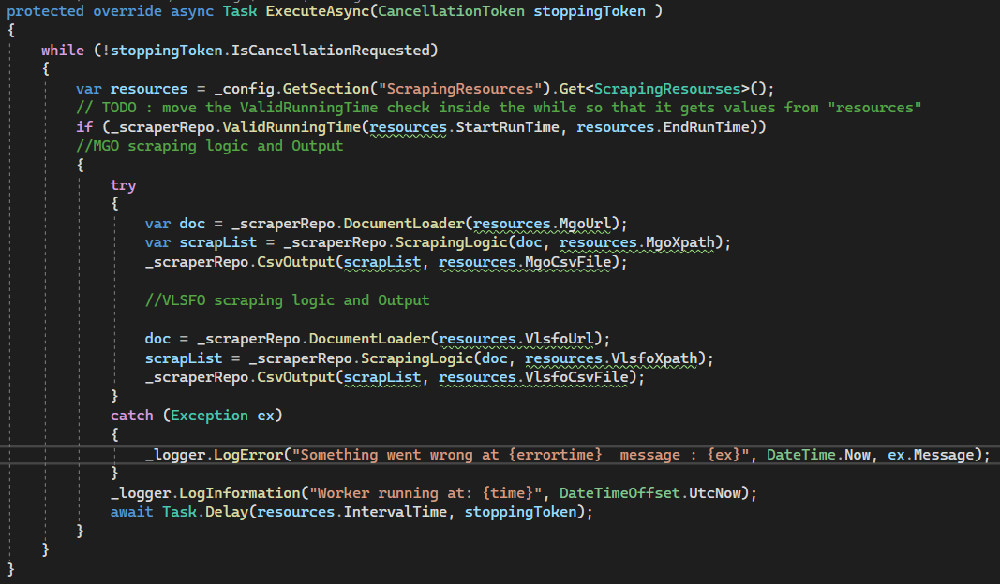 protected override async Task ExecuteAsync(CancellationToken stoppingToken )
{
while (!stoppingToken.IsCancellationRequested)
{
var resources = _config.GetSection("ScrapingResources").Get<ScrapingResourses>();
// TODO : move the ValidRunningTime check inside the while so that it gets values from "resources"
if (_scraperRepo.ValidRunningTime(resources.StartRunTime, resources.EndRunTime))
//MGO scraping logic and Output
{
try
{
var doc = _scraperRepo.DocumentLoader(resources.MgoUrl);
var scrapList = _scraperRepo.ScrapingLogic(doc, resources.MgoXpath);
_scraperRepo.CsvOutput(scrapList, resources.MgoCsvFile);
//VLSFO scraping logic and Output
doc = _scraperRepo.DocumentLoader(resources.VlsfoUrl);
scrapList = _scraperRepo.ScrapingLogic(doc, resources.VlsfoXpath);
_scraperRepo.CsvOutput(scrapList, resources.VlsfoCsvFile);
}
catch (Exception ex)
{
_logger.LogError("Something went wrong at {errortime}  message : {ex}", DateTime.Now, ex.Message);
}
_logger.LogInformation("Worker running at: {time}", DateTimeOffset.UtcNow);
await Task.Delay(resources.IntervalTime, stoppingToken);
}
}
}